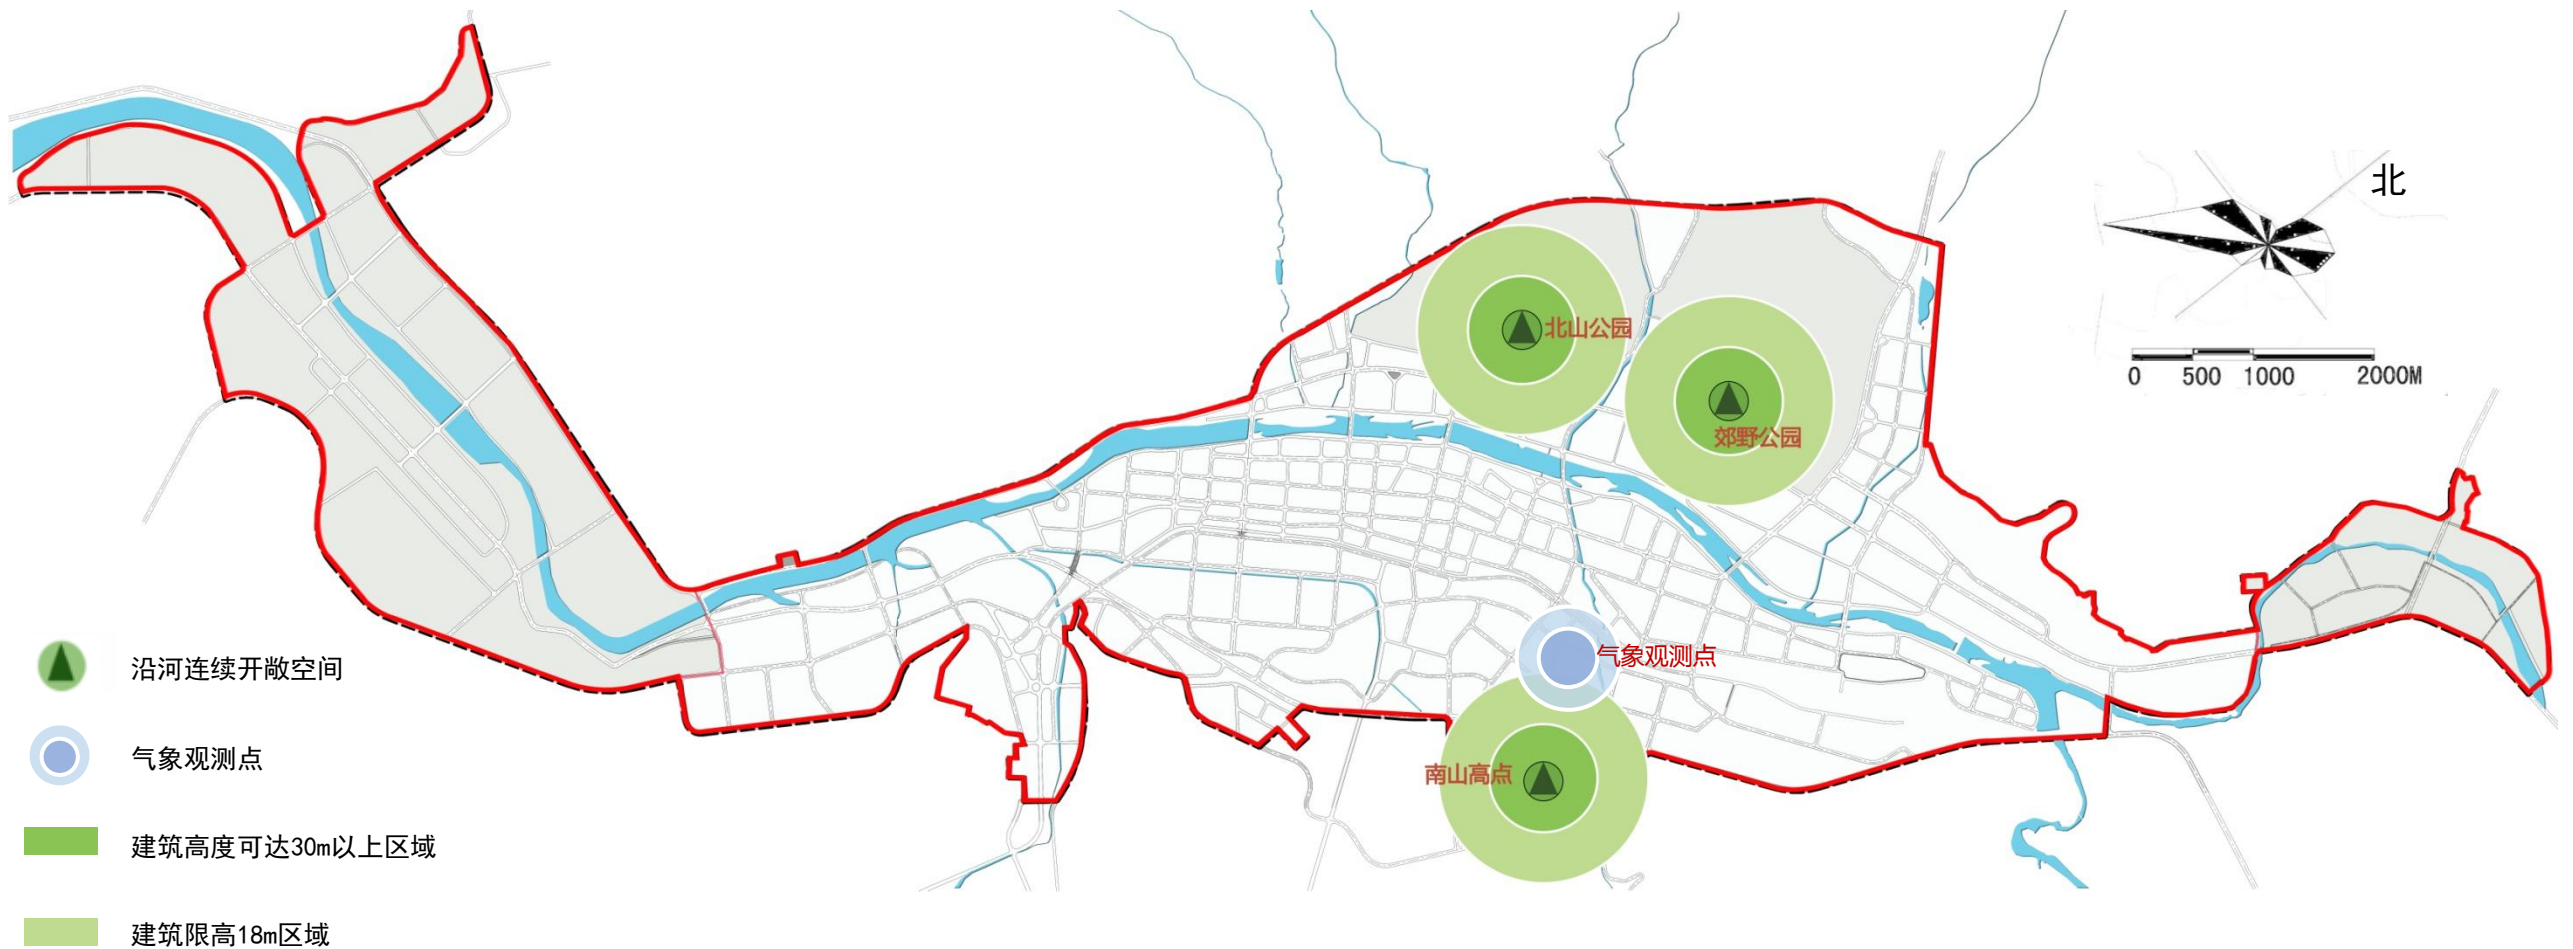 北
0 500 1000 2000M
北山公园
郊野公园
气象观测点
南山高点
沿河连续开敞空间
气象观测点
建筑高度可达30m以上区域
建筑限高18m区域